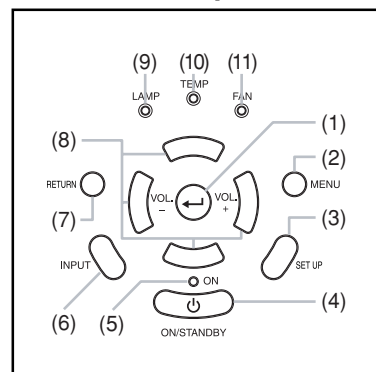 (9) (10) (11)
TEMP
LAMP FAN
(1)
(8)
(2)
RETURN VOL. VOL. MENU
− +
(7) (3)
INPUT SET UP
ON
(6) (5) (4)
ON/STANDBY